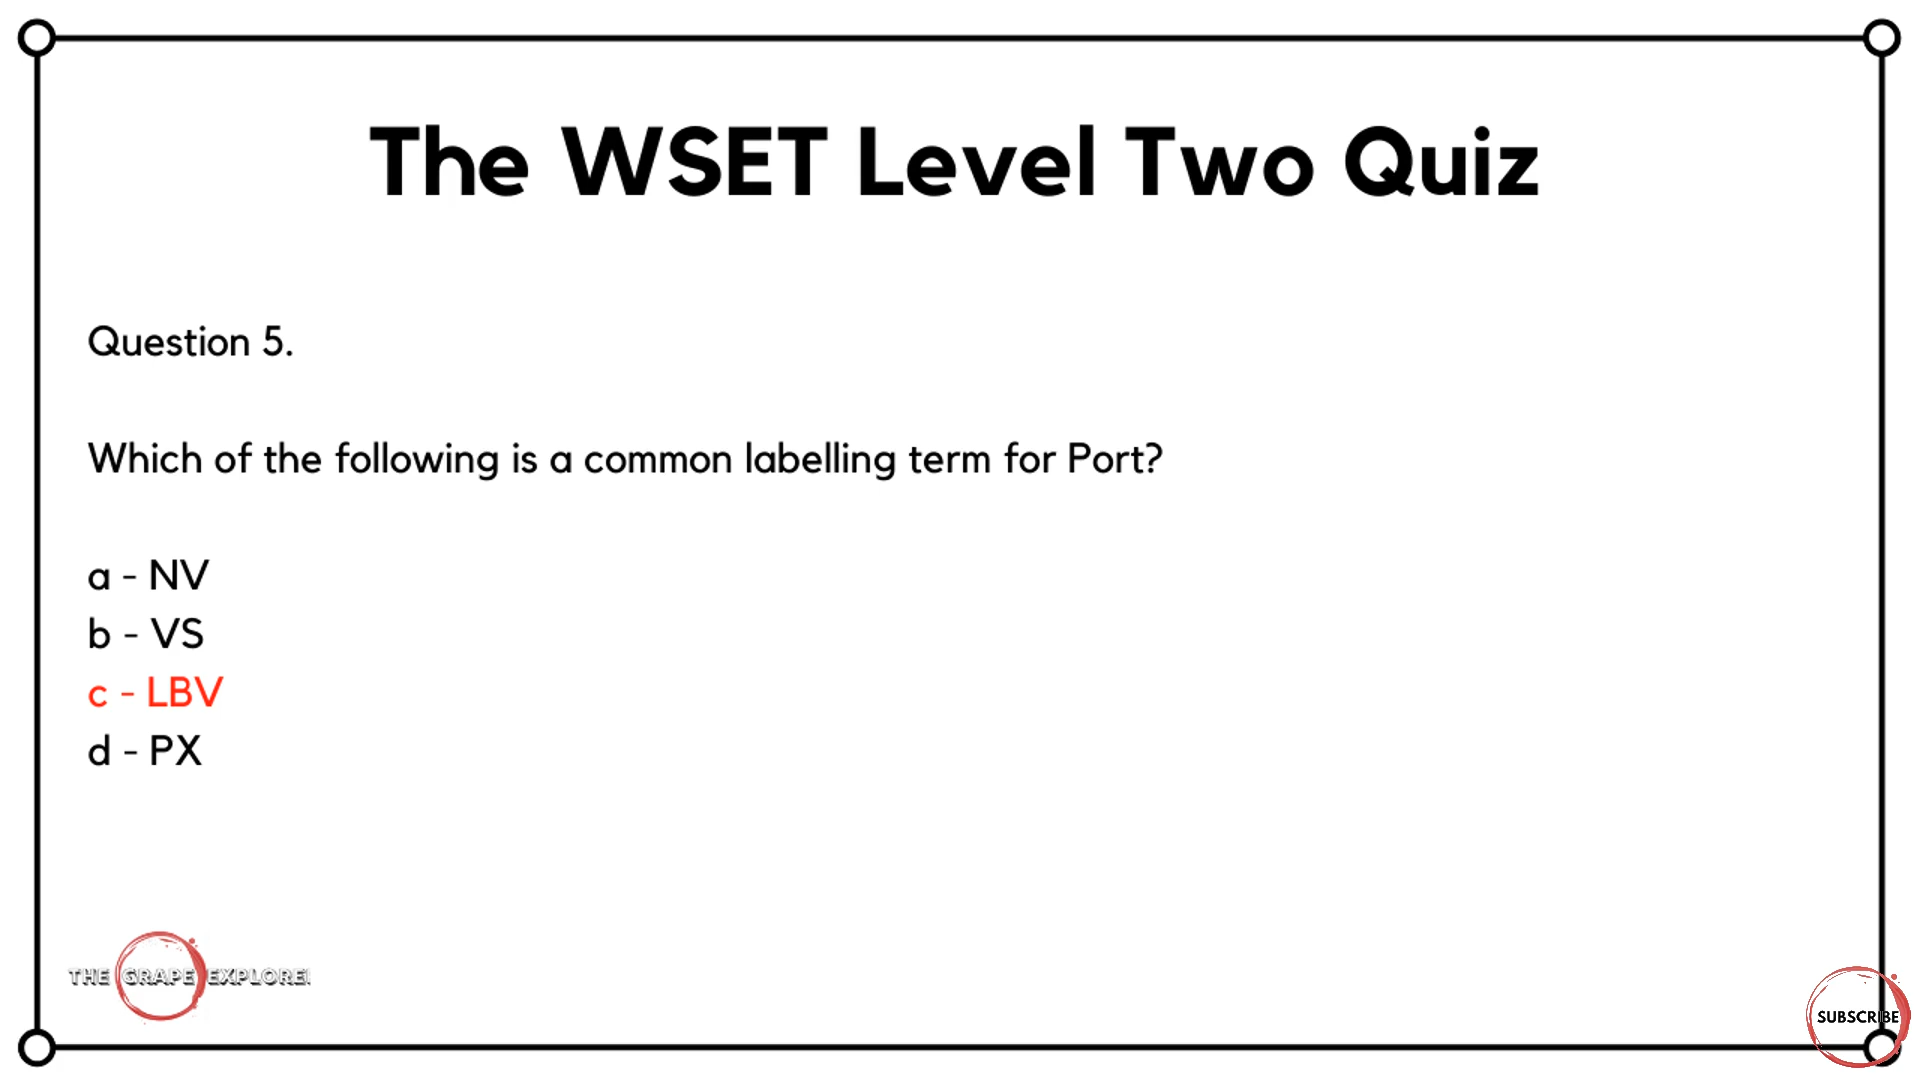 The WSET Level Two Quiz
Question 5.
Which of the following is a common labelling term for Port?
a - NV
b - VS
c - LBV
d - PX
THE GRAPE EXPLORE
SUBSCRIBE